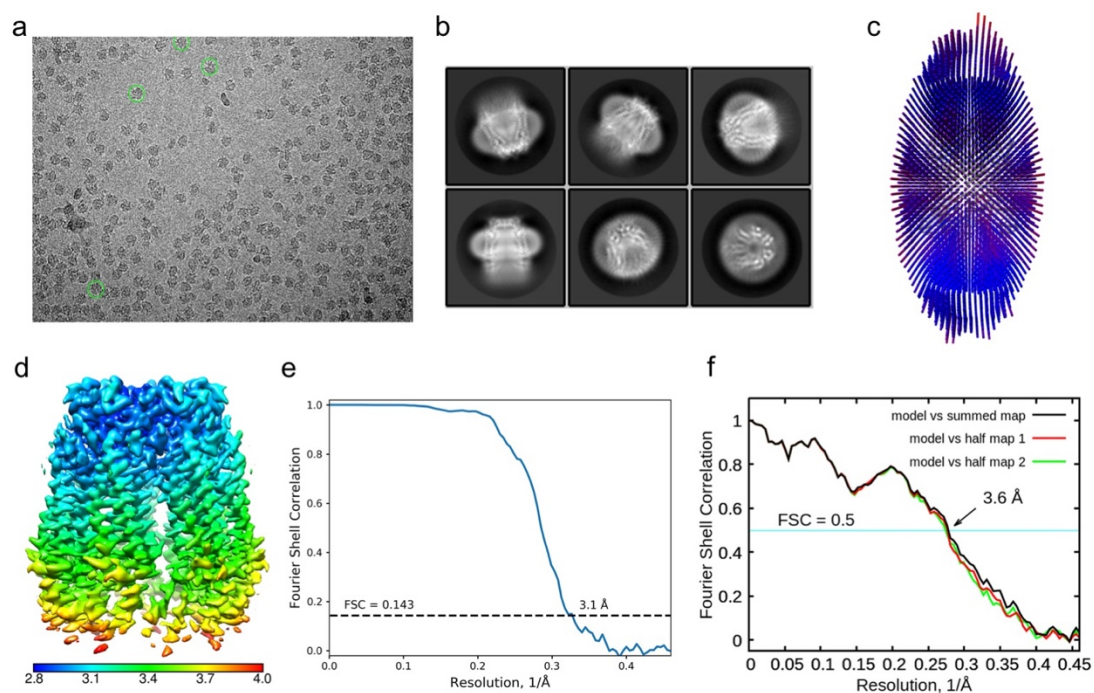 a
b
c
d
2.8 3.1 3.4 3.7 4.0
e
Fourier Shell Correlation
1.0
0.8
0.6
0.4
0.2
0.0
FSC = 0.143
3.1 Å
0.0 0.1 0.2 0.3 0.4
Resolution, 1/Å
f
Fourier Shell Correlation
1
0.8
0.6
0.4
0.2
0
model vs summed map
model vs half map 1
model vs half map 2
3.6 Å
FSC = 0.5
0 0.05 0.1 0.15 0.2 0.25 0.3 0.35 0.4 0.45
Resolution, 1/Å